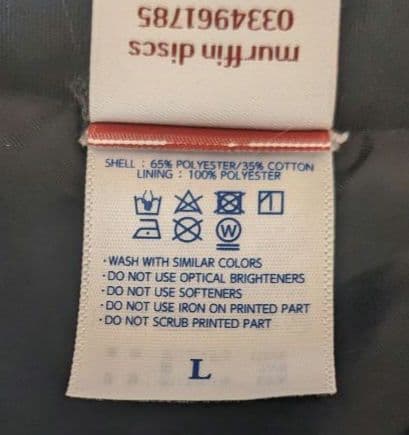 murffin discs
0334961785
SHELL : 65% POLYESTER/35% COTTON
LINING : 100% POLYESTER
W
·WASH WITH SIMILAR COLORS
·DO NOT USE OPTICAL BRIGHTENERS
·DO NOT USE SOFTENERS
·DO NOT USE IRON ON PRINTED PART
·DO NOT SCRUB PRINTED PART
L